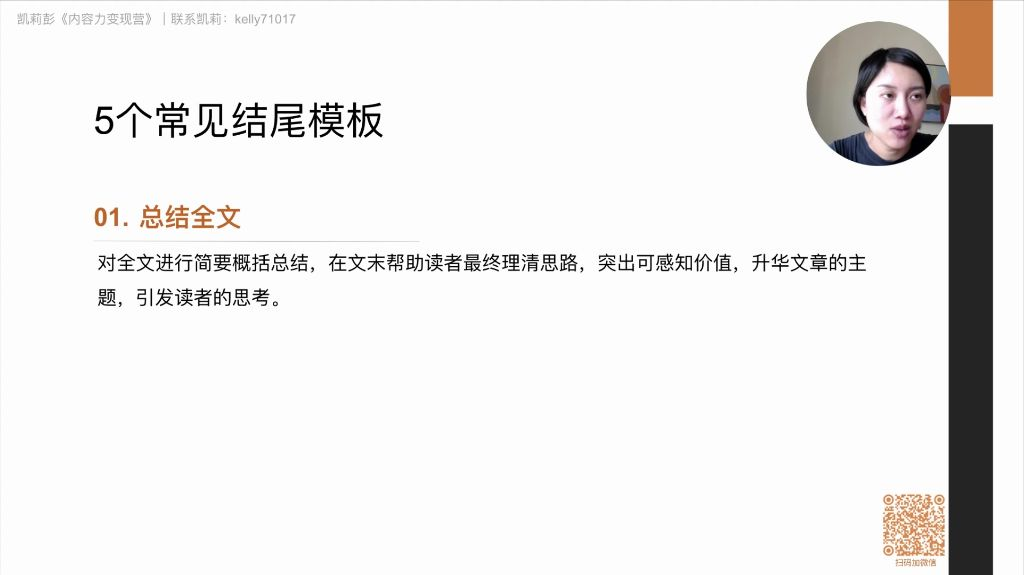 凯莉彭《内容力变现营》｜联系凯莉：kelly71017
5个常见结尾模板
01. 总结全文
对全文进行简要概括总结，在文末帮助读者最终理清思路，突出可感知价值，升华文章的主
题，引发读者的思考。
扫码加微信